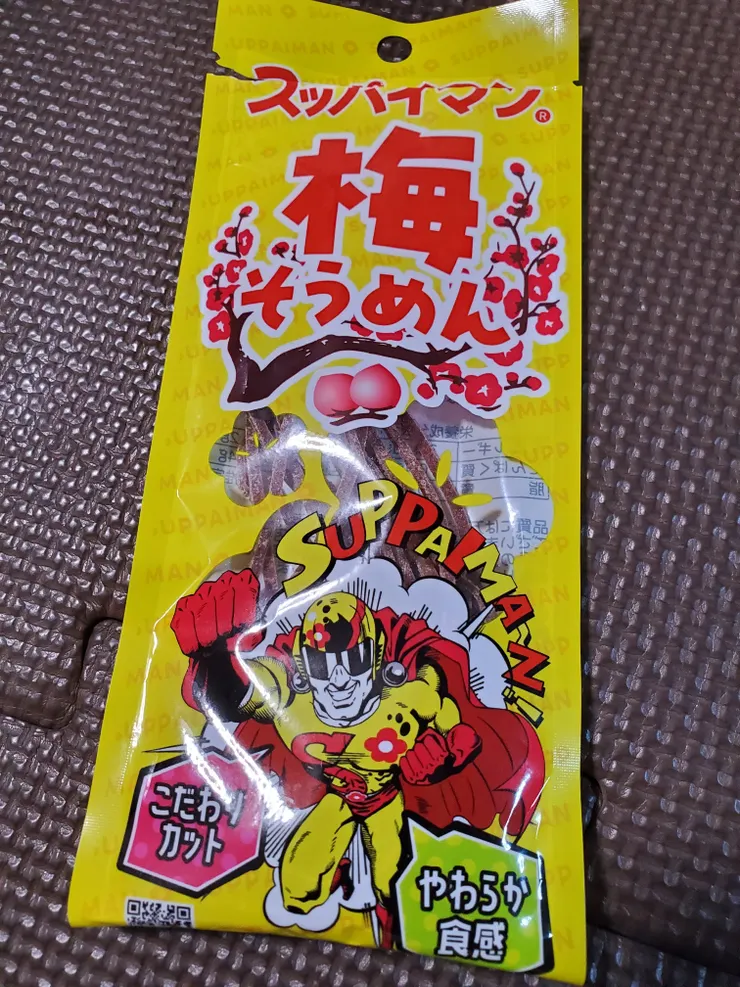 スッパイマン®
梅
そうめん
SUPPAIMAN!!
こだわり
カット
やわらか
食感